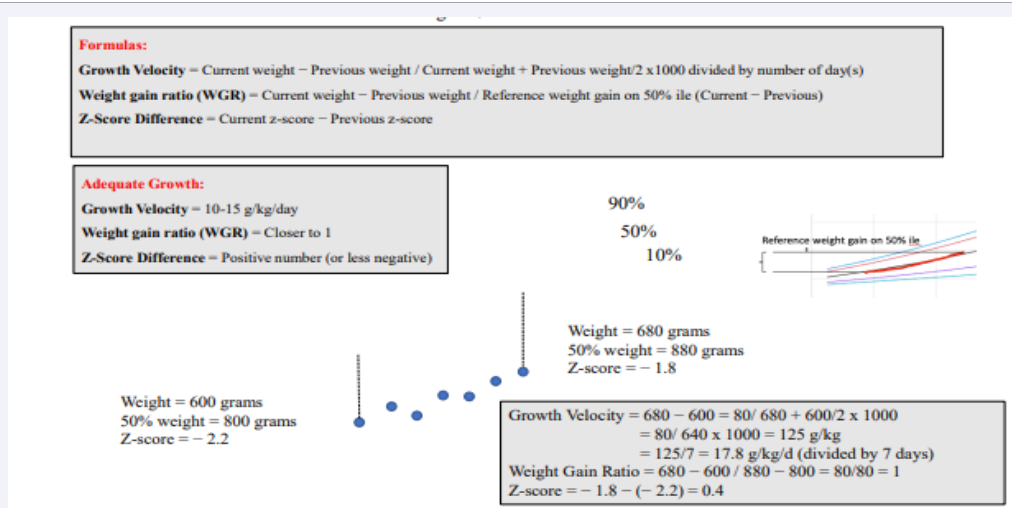 Formulas:
Growth Velocity = Current weight − Previous weight / Current weight + Previous weight/2 x1000 divided by number of day(s)
Weight gain ratio (WGR) = Current weight − Previous weight / Reference weight gain on 50% ile (Current − Previous)
Z-Score Difference = Current z-score − Previous z-score
Adequate Growth:
Growth Velocity = 10-15 g/kg/day
Weight gain ratio (WGR) = Closer to 1
Z-Score Difference = Positive number (or less negative)
90%
50%
10%
Reference weight gain on 50% ile
Weight = 680 grams
50% weight = 880 grams
Z-score = − 1.8
Weight = 600 grams
50% weight = 800 grams
Z-score = − 2.2
Growth Velocity = 680 − 600 = 80/ 680 + 600/2 x 1000
= 80/ 640 x 1000 = 125 g/kg
= 125/7 = 17.8 g/kg/d (divided by 7 days)
Weight Gain Ratio = 680 − 600 / 880 − 800 = 80/80 = 1
Z-score = − 1.8 − (− 2.2) = 0.4